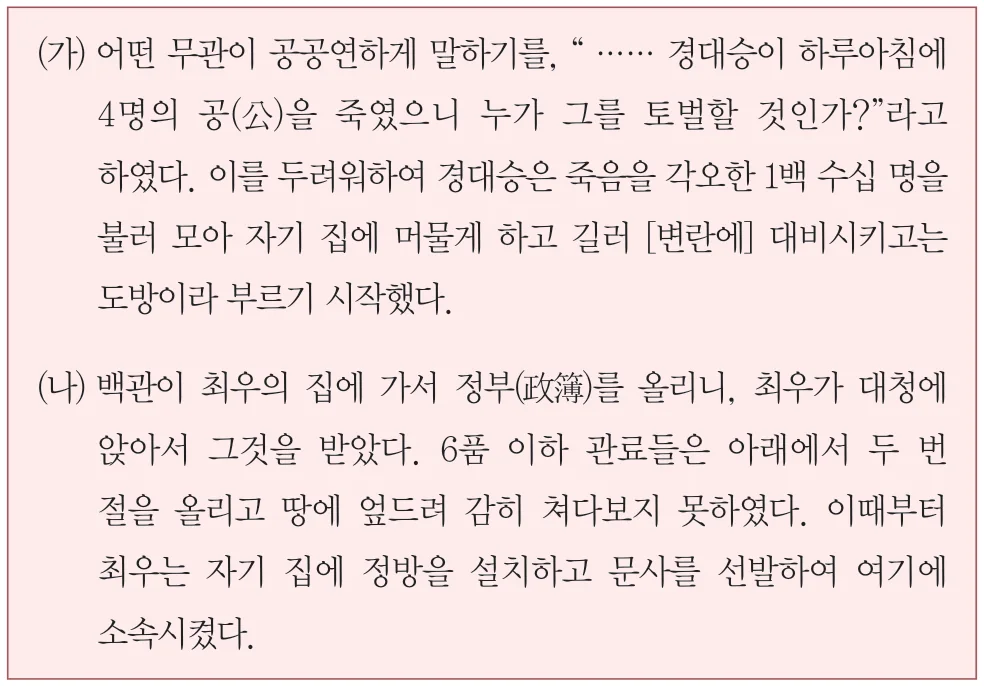 (가) 어떤 무관이 공공연하게 말하기를, “ …… 경대승이 하루아침에
4명의 공(公)을 죽였으니 누가 그를 토벌할 것인가?”라고
하였다. 이를 두려워하여 경대승은 죽음을 각오한 1백 수십 명을
불러 모아 자기 집에 머물게 하고 길러 [변란에] 대비시키고는
도방이라 부르기 시작했다.
(나) 백관이 최우의 집에 가서 정부(政簿)를 올리니, 최우가 대청에
앉아서 그것을 받았다. 6품 이하 관료들은 아래에서 두 번
절을 올리고 땅에 엎드려 감히 쳐다보지 못하였다. 이때부터
최우는 자기 집에 정방을 설치하고 문사를 선발하여 여기에
소속시켰다.